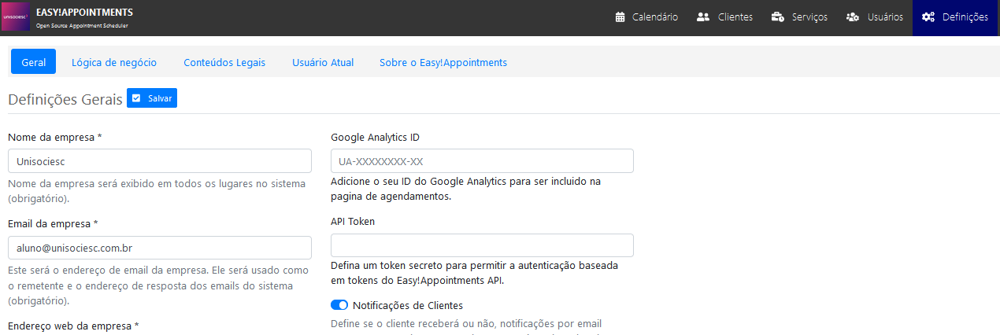 UNISOCIESC
EASY!APPOINTMENTS
Open Source Appointment Scheduler
Calendário
Clientes
Serviços
Usuários
Definições
Geral
Lógica de negócio
Conteúdos Legais
Usuário Atual
Sobre o Easy!Appointments
Definições Gerais
Salvar
Nome da empresa *
Unisociesc
Nome da empresa será exibido em todos os lugares no sistema
(obrigatório).
Email da empresa *
aluno@unisociesc.com.br
Este será o endereço de email da empresa. Ele será usado como
o remetente e o endereço de resposta dos emails do sistema
(obrigatório).
Endereço web da empresa *
Google Analytics ID
UA-XXXXXXXX-XX
Adicione o seu ID do Google Analytics para ser incluido na
pagina de agendamentos.
API Token
Defina um token secreto para permitir a autenticação baseada
em tokens do Easy!Appointments API.
Notificações de Clientes
Define se o cliente receberá ou não, notificações por email